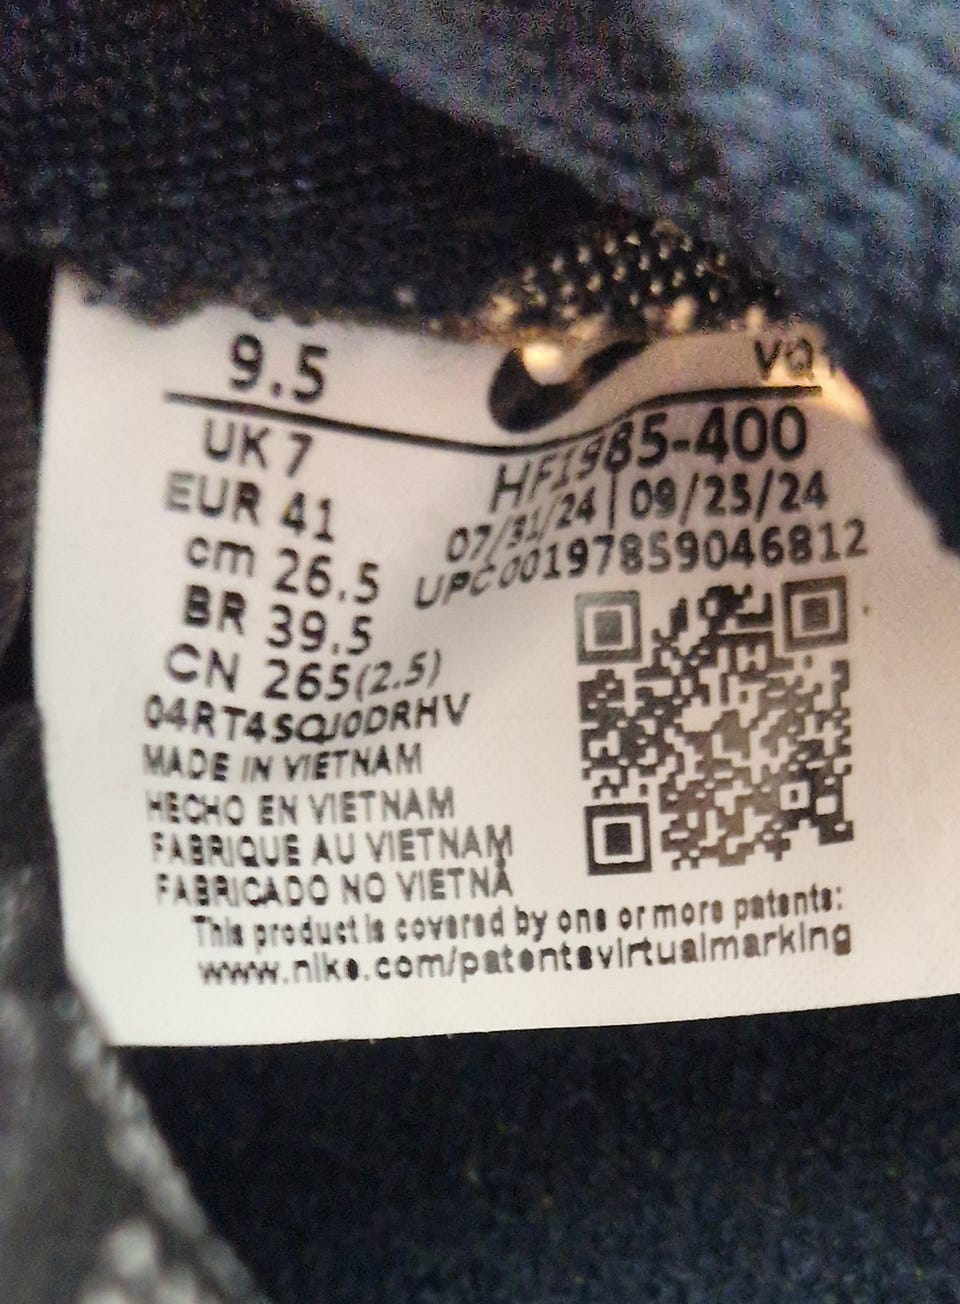 9.5
VQ
UK 7
HF1985-400
EUR 41
07/31/24 | 09/25/24
cm 26.5
UPC 00197859046812
BR 39.5
CN 265(2.5)
04RT4SQJ0DRHV
MADE IN VIETNAM
HECHO EN VIETNAM
FABRIQUE AU VIETNAM
FABRICADO NO VIETNÃ
This product is covered by one or more patents:
www.nike.com/patentsvirtualmarking